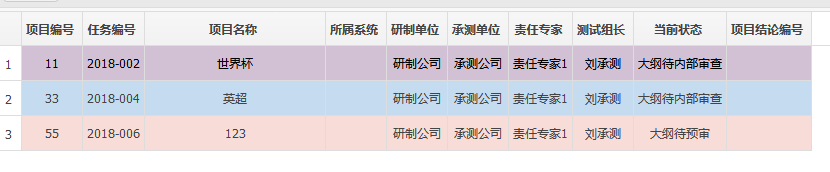 项目编号 任务编号 项目名称 所属系统 研制单位 承测单位 责任专家 测试组长 当前状态 项目结论编号
1 11 2018-002 世界杯 研制公司 承测公司 责任专家1 刘承测 大纲待内部审查
2 33 2018-004 英超 研制公司 承测公司 责任专家1 刘承测 大纲待内部审查
3 55 2018-006 123 研制公司 承测公司 责任专家1 刘承测 大纲待预审